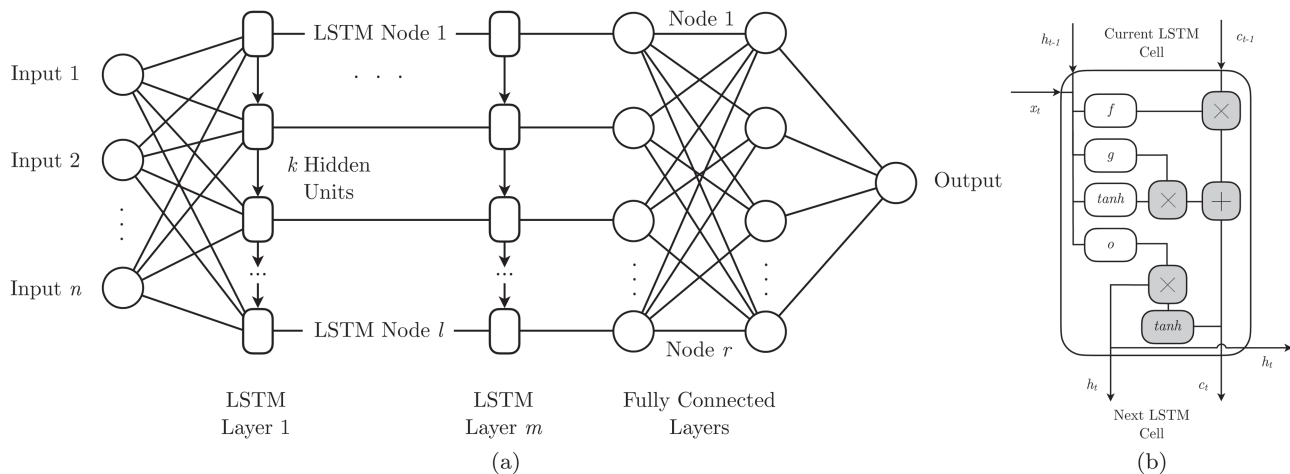 Input 1
Input 2
Input n
LSTM Node 1
. . .
k Hidden
Units
...
...
LSTM Node l
Node 1
Node r
Output
LSTM
Layer 1
LSTM
Layer m
Fully Connected
Layers
(a)
h_{t-1}
Current LSTM
Cell
c_{t-1}
x_t
f
×
g
tanh
×
+
o
×
tanh
h_t
h_t
c_t
Next LSTM
Cell
(b)